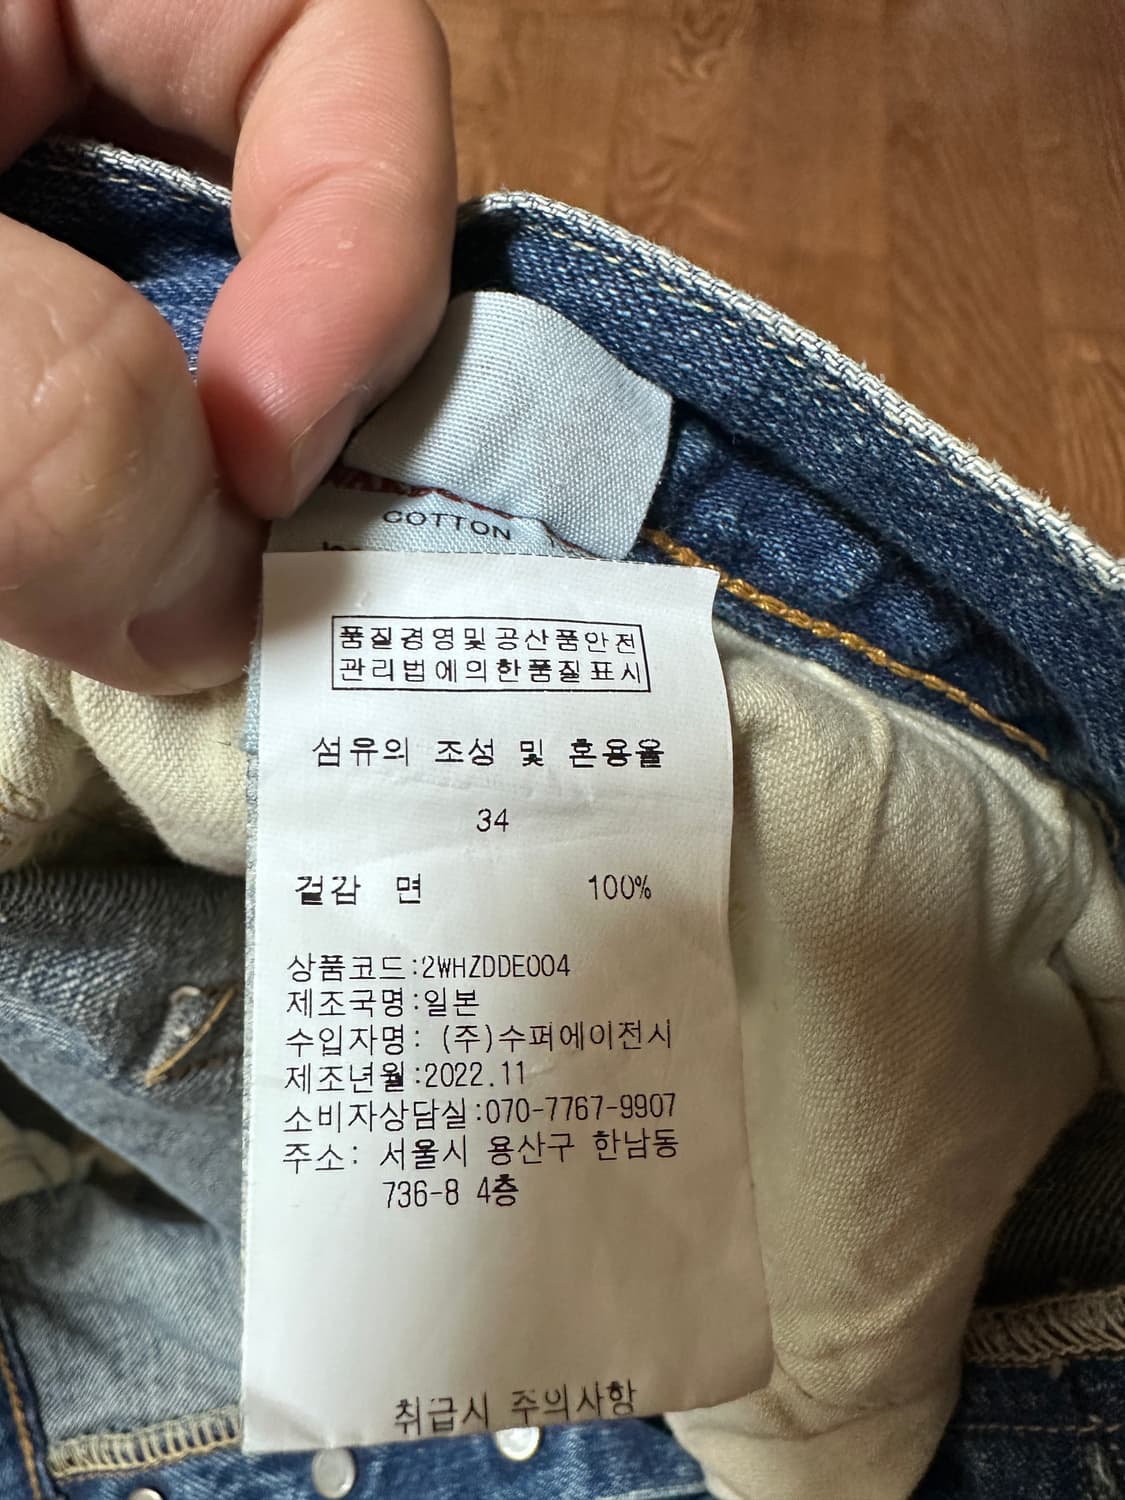 COTTON
품질경영및공산품안전
관리법에의한품질표시
섬유의 조성 및 혼용율
34
겉감 면 100%
상품코드:2WHZDDE004
제조국명:일본
수입자명: (주)수퍼에이전시
제조년월:2022.11
소비자상담실:070-7767-9907
주소: 서울시 용산구 한남동
736-8 4층
취급시 주의사항